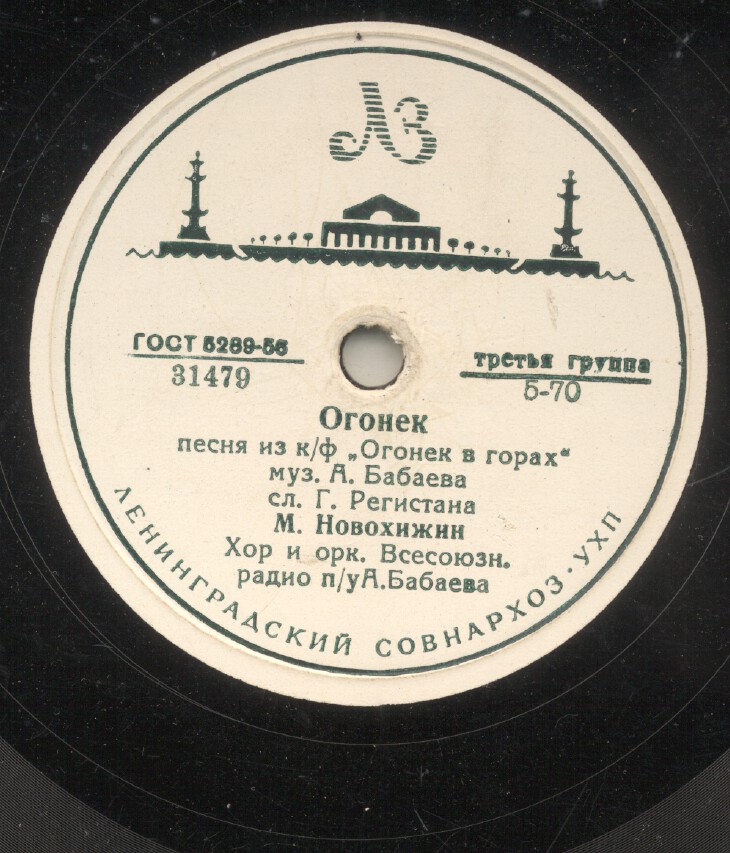 ЛЗ
ГОСТ 5289-56
31479
третья группа
5-70
Огонек
песня из к/ф „Огонек в горах“
муз. А. Бабаева
сл. Г. Регистана
М. Новохижин
Хор и орк. Всесоюзн.
радио п/у А.Бабаева
ЛЕНИНГРАДСКИЙ СОВНАРХОЗ · УХП